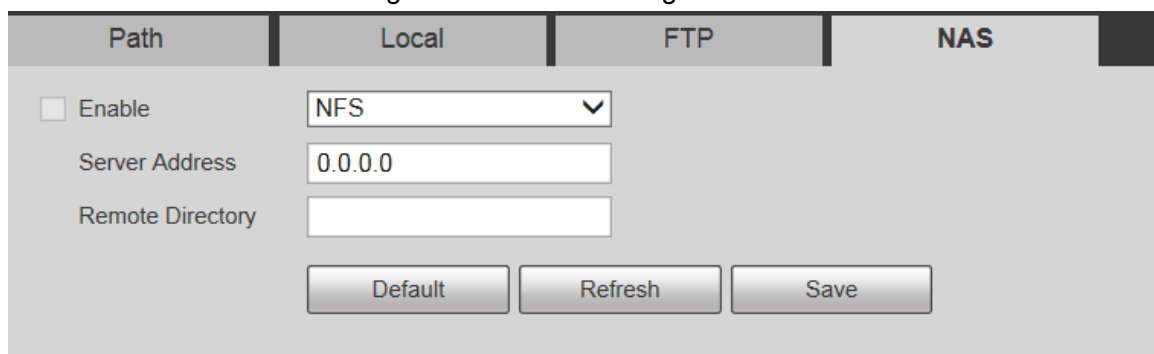 Path Local FTP NAS
Enable NFS
Server Address 0.0.0.0
Remote Directory
Default Refresh Save